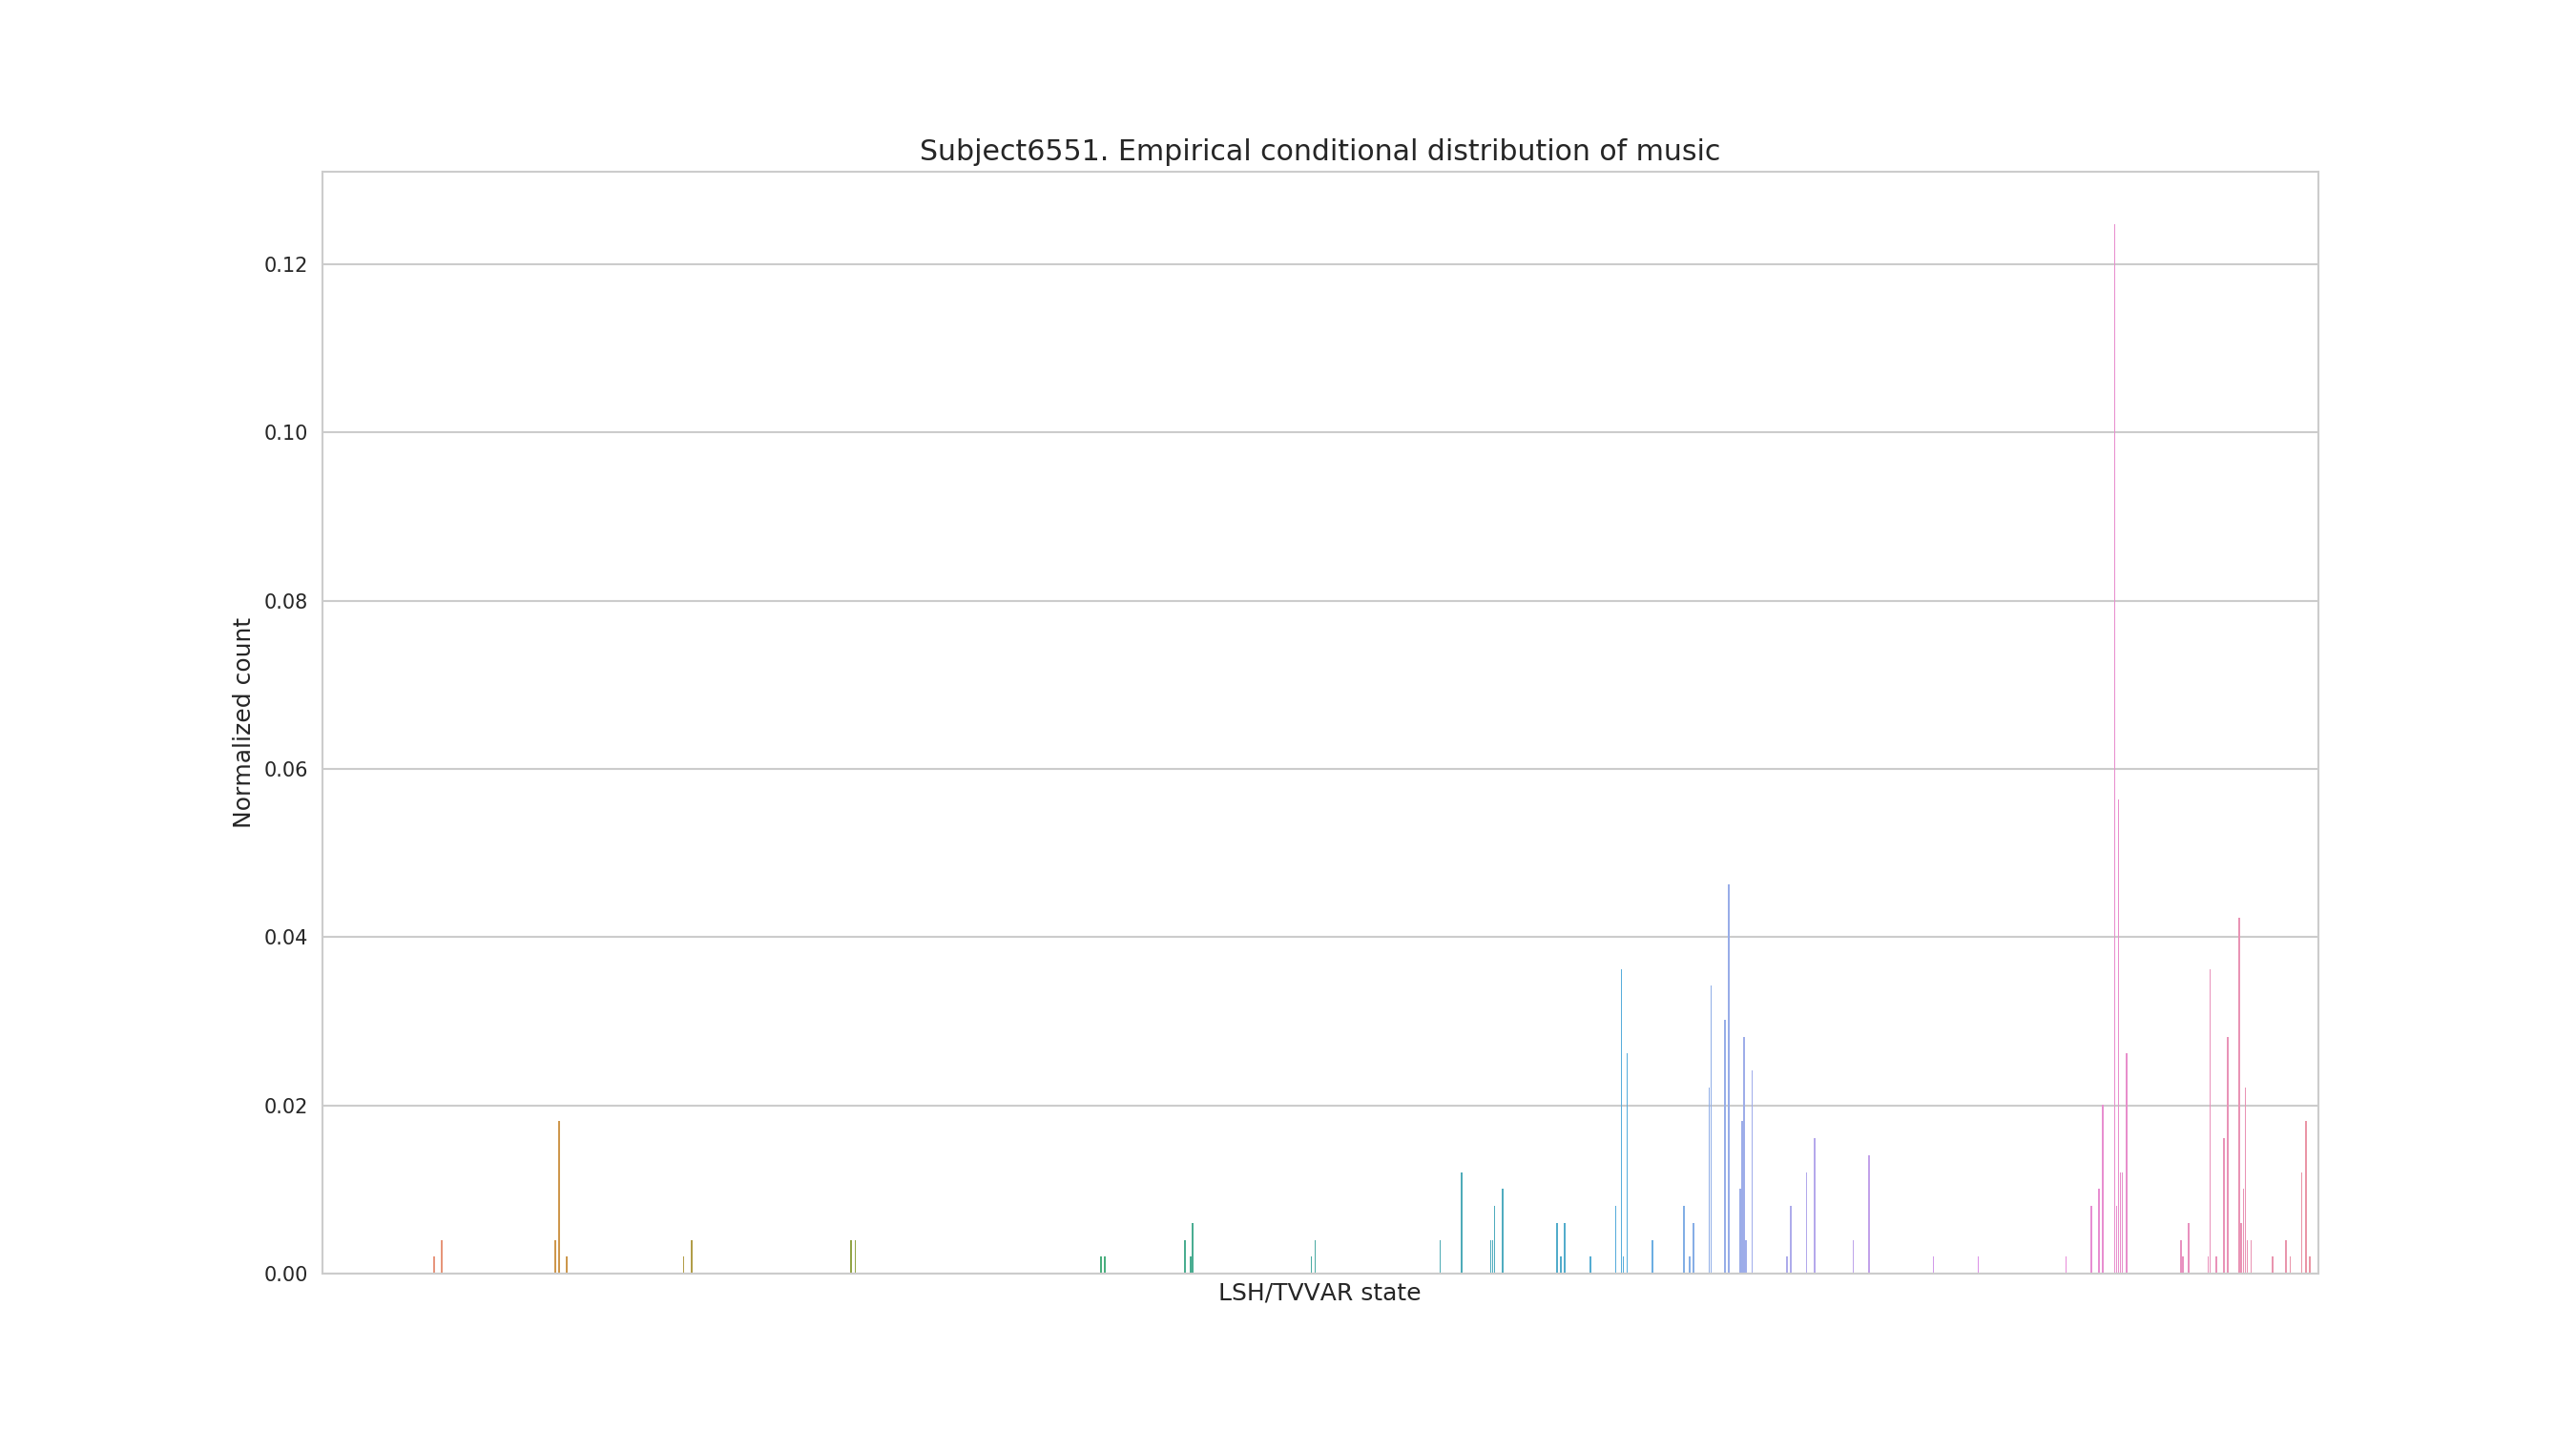 Subject6551. Empirical conditional distribution of music
0.12
0.10
0.08
0.06
0.04
0.02
0.00
Normalized count
LSH/TVVAR state